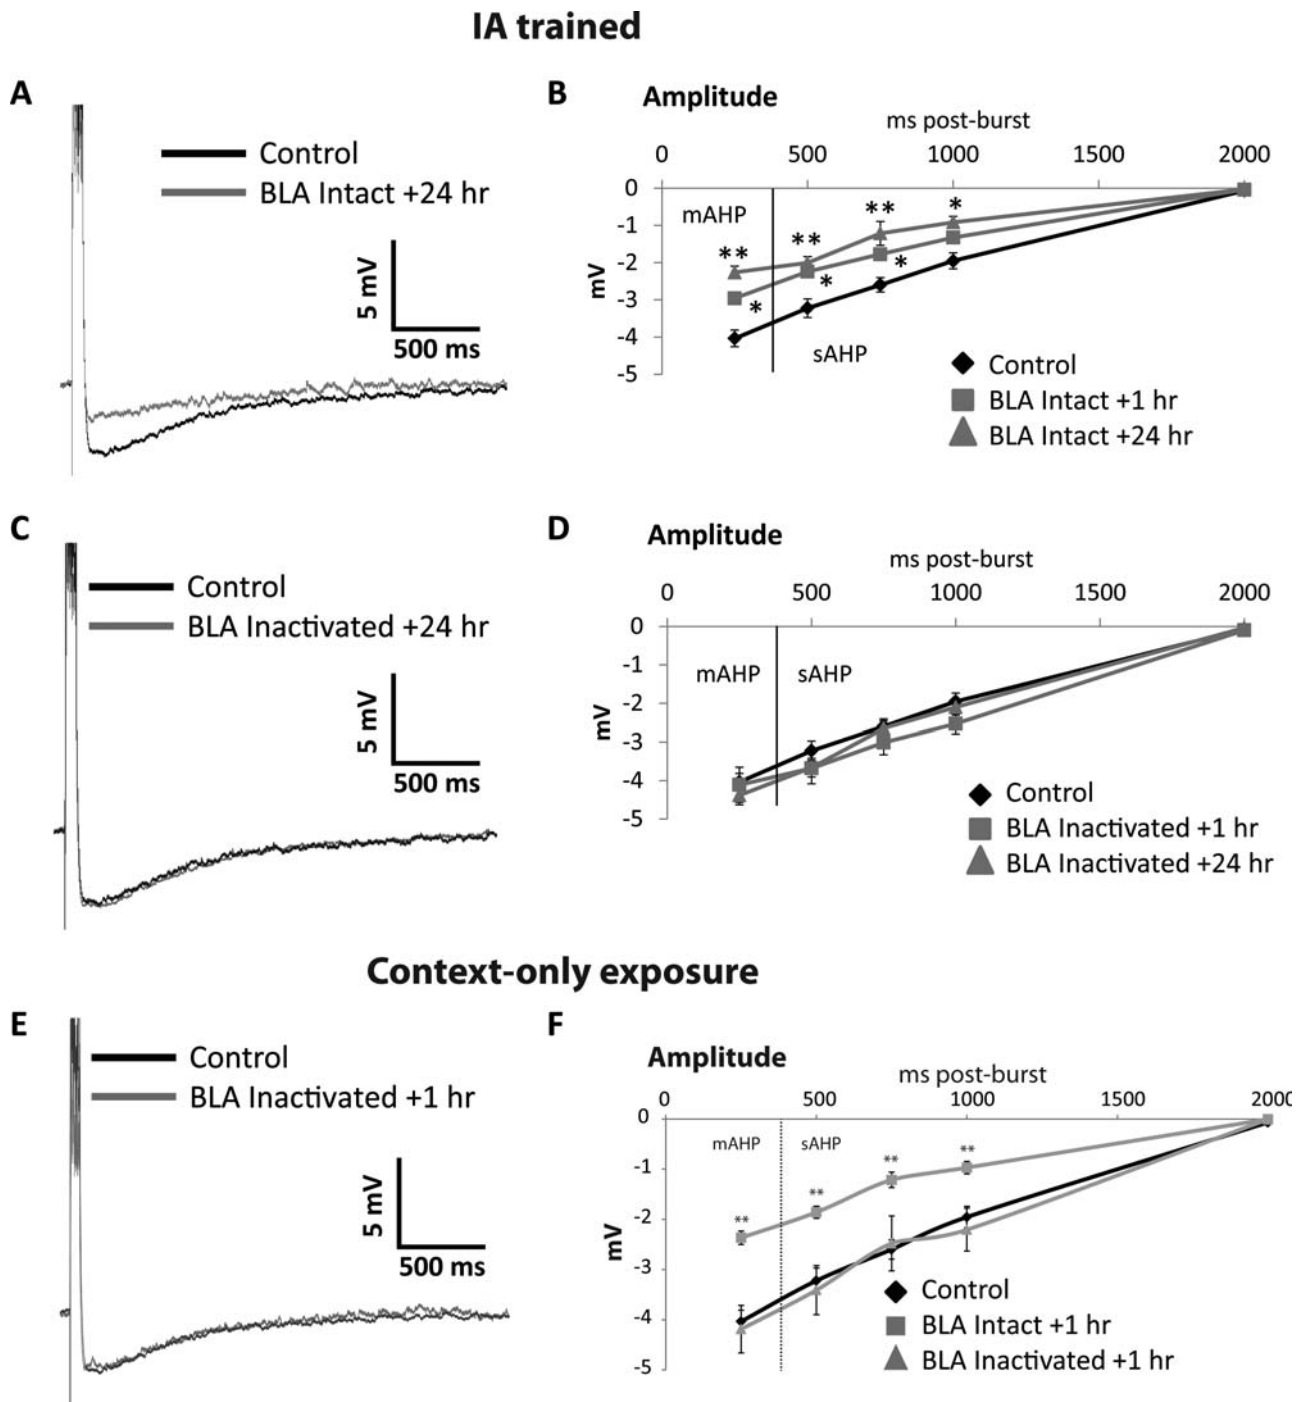 IA trained
A
Control
BLA Intact +24 hr
5 mV
500 ms
B
Amplitude
ms post-burst
0 500 1000 1500 2000
0
-1
-2
-3
-4
-5
mV
mAHP
sAHP
** ** ** *
* * *
Control
BLA Intact +1 hr
BLA Intact +24 hr
C
Control
BLA Inactivated +24 hr
5 mV
500 ms
D
Amplitude
ms post-burst
0 500 1000 1500 2000
0
-1
-2
-3
-4
-5
mV
mAHP sAHP
Control
BLA Inactivated +1 hr
BLA Inactivated +24 hr
Context-only exposure
E
Control
BLA Inactivated +1 hr
5 mV
500 ms
F
Amplitude
ms post-burst
0 500 1000 1500 2000
0
-1
-2
-3
-4
-5
mV
mAHP sAHP
** ** ** **
Control
BLA Intact +1 hr
BLA Inactivated +1 hr